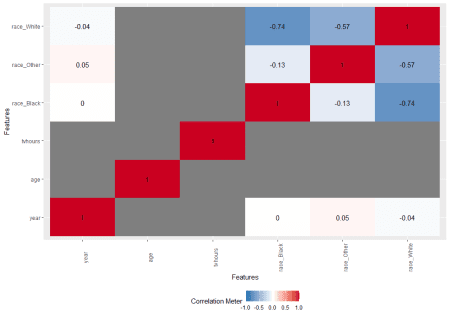 race_White
-0.04
-0.74
-0.57
1
race_Other
0.05
-0.13
1
-0.57
race_Black
0
1
-0.13
-0.74
Features
tvhours
1
age
1
year
1
0
0.05
-0.04
year
age
tvhours
race_Black
race_Other
race_White
Features
Correlation Meter
-1.0 -0.5 0.0 0.5 1.0